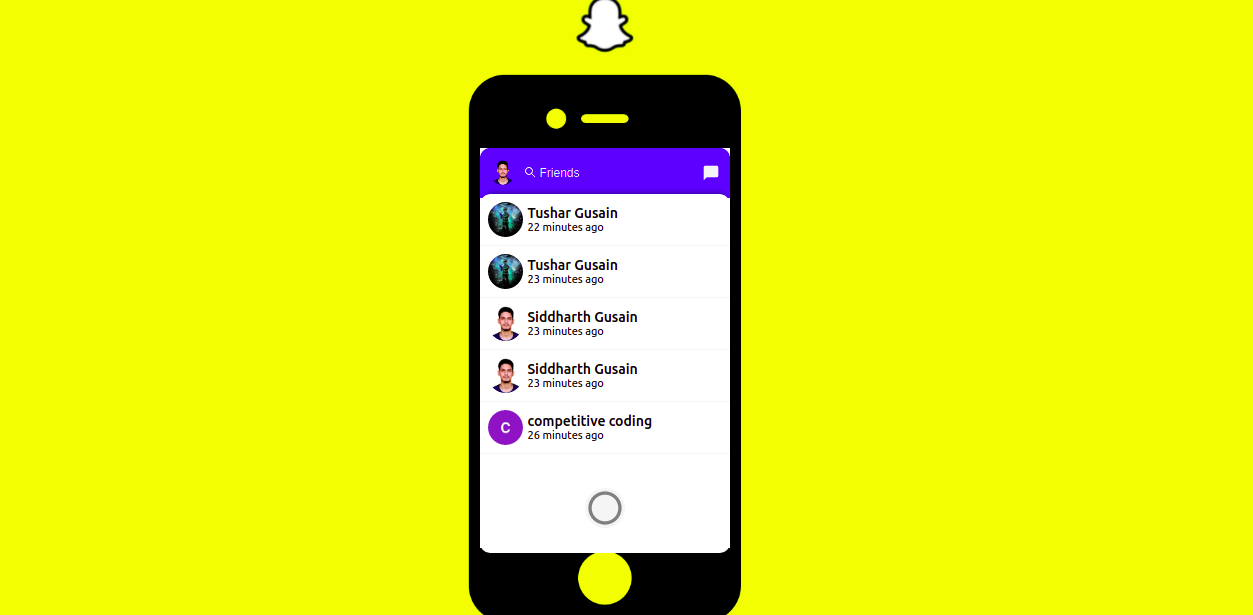 Friends
Tushar Gusain
22 minutes ago
Tushar Gusain
23 minutes ago
Siddharth Gusain
23 minutes ago
Siddharth Gusain
23 minutes ago
C
competitive coding
26 minutes ago